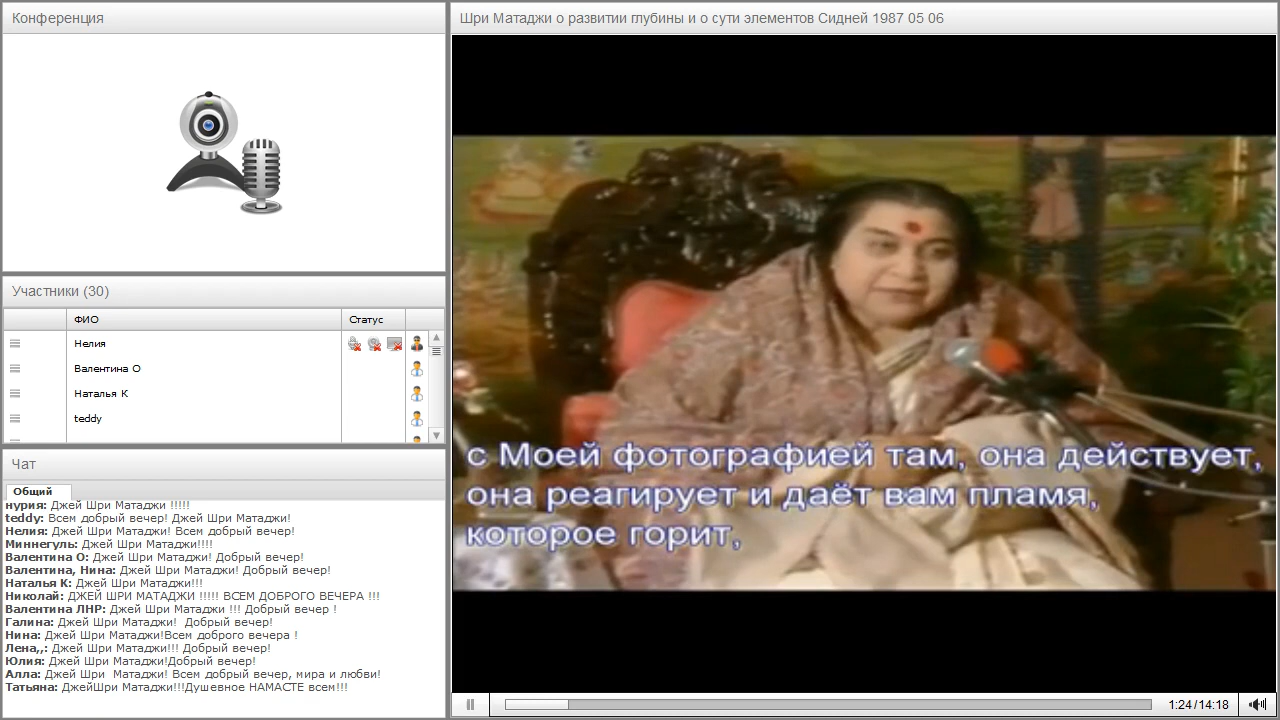 Конференция
Шри Матаджи о развитии глубины и о сути элементов Сидней 1987 05 06
Участники (30)
ФИО Статус
Нелия
Валентина О
Наталья К
teddy
Чат
Общий
нурия: Джей Шри Матаджи !!!!!
teddy: Всем добрый вечер! Джей Шри Матаджи!
Нелия: Джей Шри Матаджи! Всем добрый вечер!
Миннегуль: Джей Шри Матаджи!!!!
Валентина О: Джей Шри Матаджи! Добрый вечер!
Валентина, Нина: Джей Шри Матаджи! Добрый вечер!
Наталья К: Джей Шри Матаджи!!!
Николай: ДЖЕЙ ШРИ МАТАДЖИ !!!!! ВСЕМ ДОБРОГО ВЕЧЕРА !!!
Валентина ЛНР: Джей Шри Матаджи !!! Добрый вечер !
Галина: Джей Шри Матаджи!  Добрый вечер!
Нина: Джей Шри Матаджи!Всем доброго вечера !
Лена,,: Джей Шри Матаджи!!! Добрый вечер!
Юлия: Джей Шри Матаджи!Добрый вечер!
Алла: Джей Шри  Матаджи! Всем добрый вечер, мира и любви!
Татьяна: ДжейШри Матаджи!!!Душевное НАМАСТЕ всем!!!
с Моей фотографией там, она действует,
она реагирует и даёт вам пламя,
которое горит,
1:24/14:18